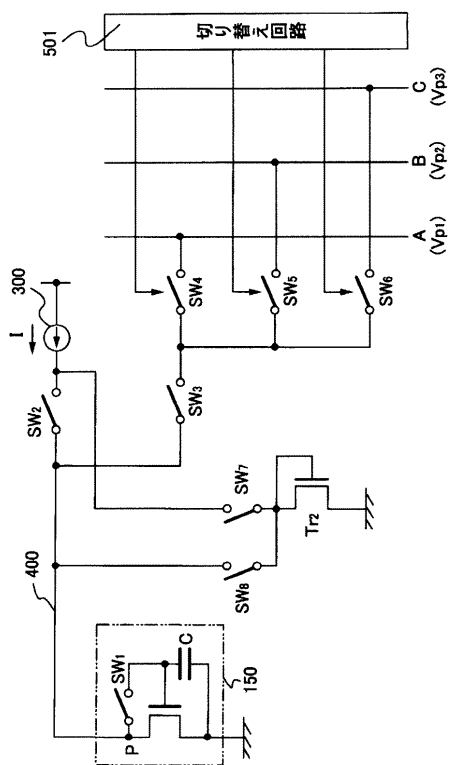 501
切り替え回路
300
I
SW2
SW4
SW5
SW6
SW3
A
(Vp1)
B
(Vp2)
C
(Vp3)
400
SW7
SW8
Tr2
SW1
P
C
150